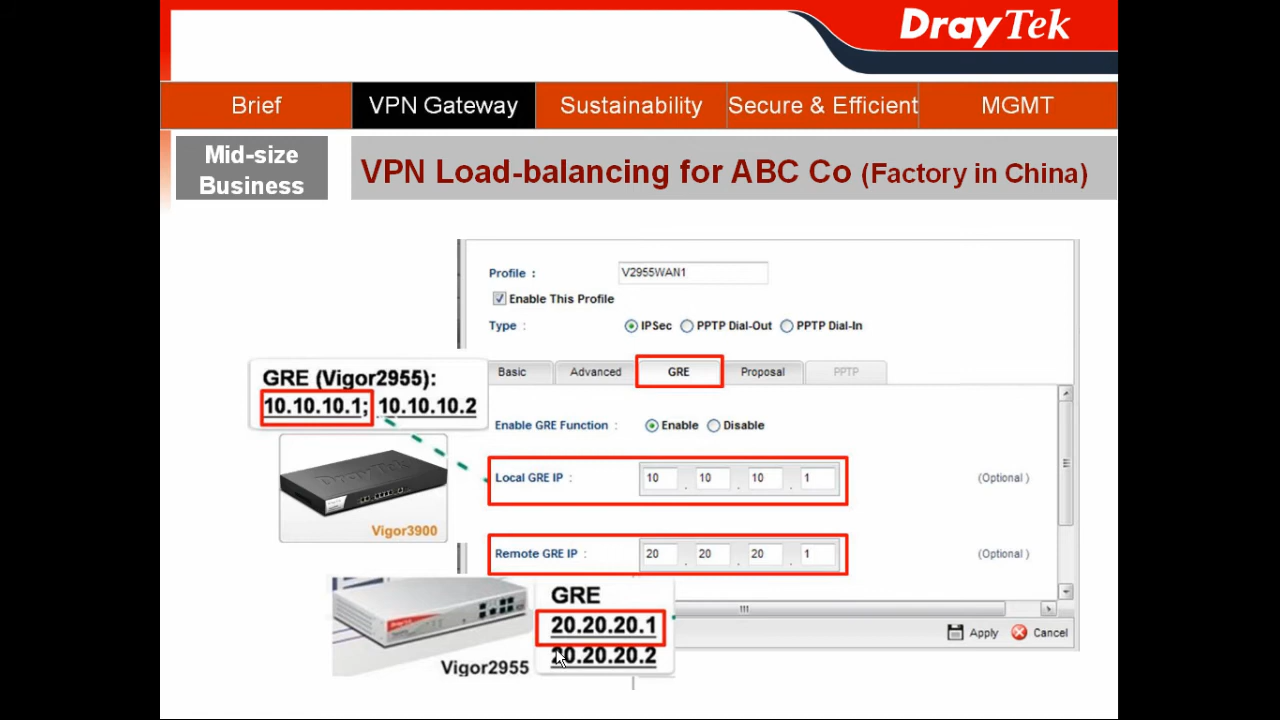 DrayTek
Brief VPN Gateway Sustainability Secure & Efficient MGMT
Mid-size
Business
VPN Load-balancing for ABC Co (Factory in China)
Profile : V2955WAN1
Enable This Profile
Type : IPSec PPTP Dial-Out PPTP Dial-In
Basic Advanced GRE Proposal PPTP
GRE (Vigor2955):
10.10.10.1; 10.10.10.2
Enable GRE Function : Enable Disable
Local GRE IP : 10 . 10 . 10 . 1 (Optional )
DrayTek
Vigor3900
Remote GRE IP : 20 . 20 . 20 . 1 (Optional )
GRE
20.20.20.1
20.20.20.2
DrayTek
Vigor2955
Apply Cancel